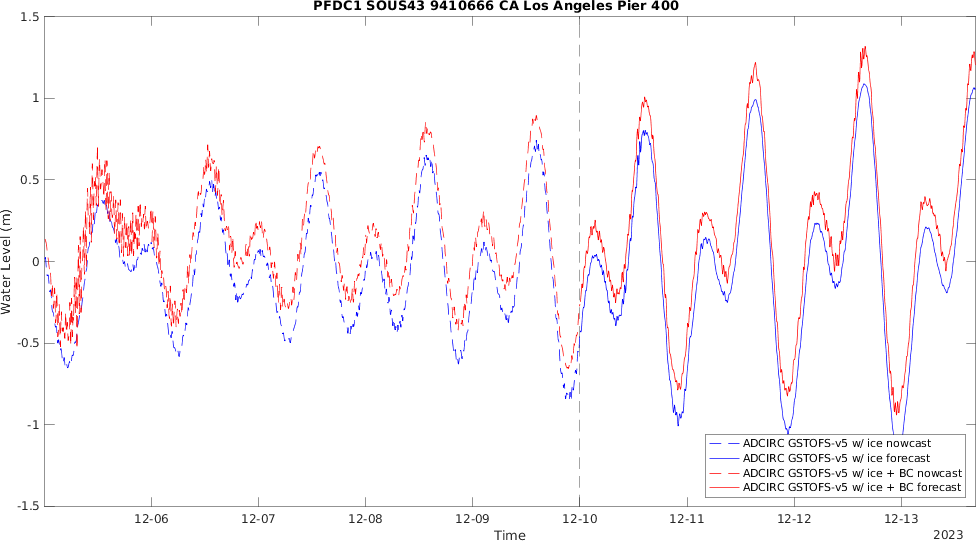 PFDC1 SOUS43 9410666 CA Los Angeles Pier 400
1.5
1
0.5
0
-0.5
-1
-1.5
Water Level (m)
ADCIRC GSTOFS-v5 w/ ice nowcast
ADCIRC GSTOFS-v5 w/ ice forecast
ADCIRC GSTOFS-v5 w/ ice + BC nowcast
ADCIRC GSTOFS-v5 w/ ice + BC forecast
12-06 12-07 12-08 12-09 12-10 12-11 12-12 12-13
Time
2023